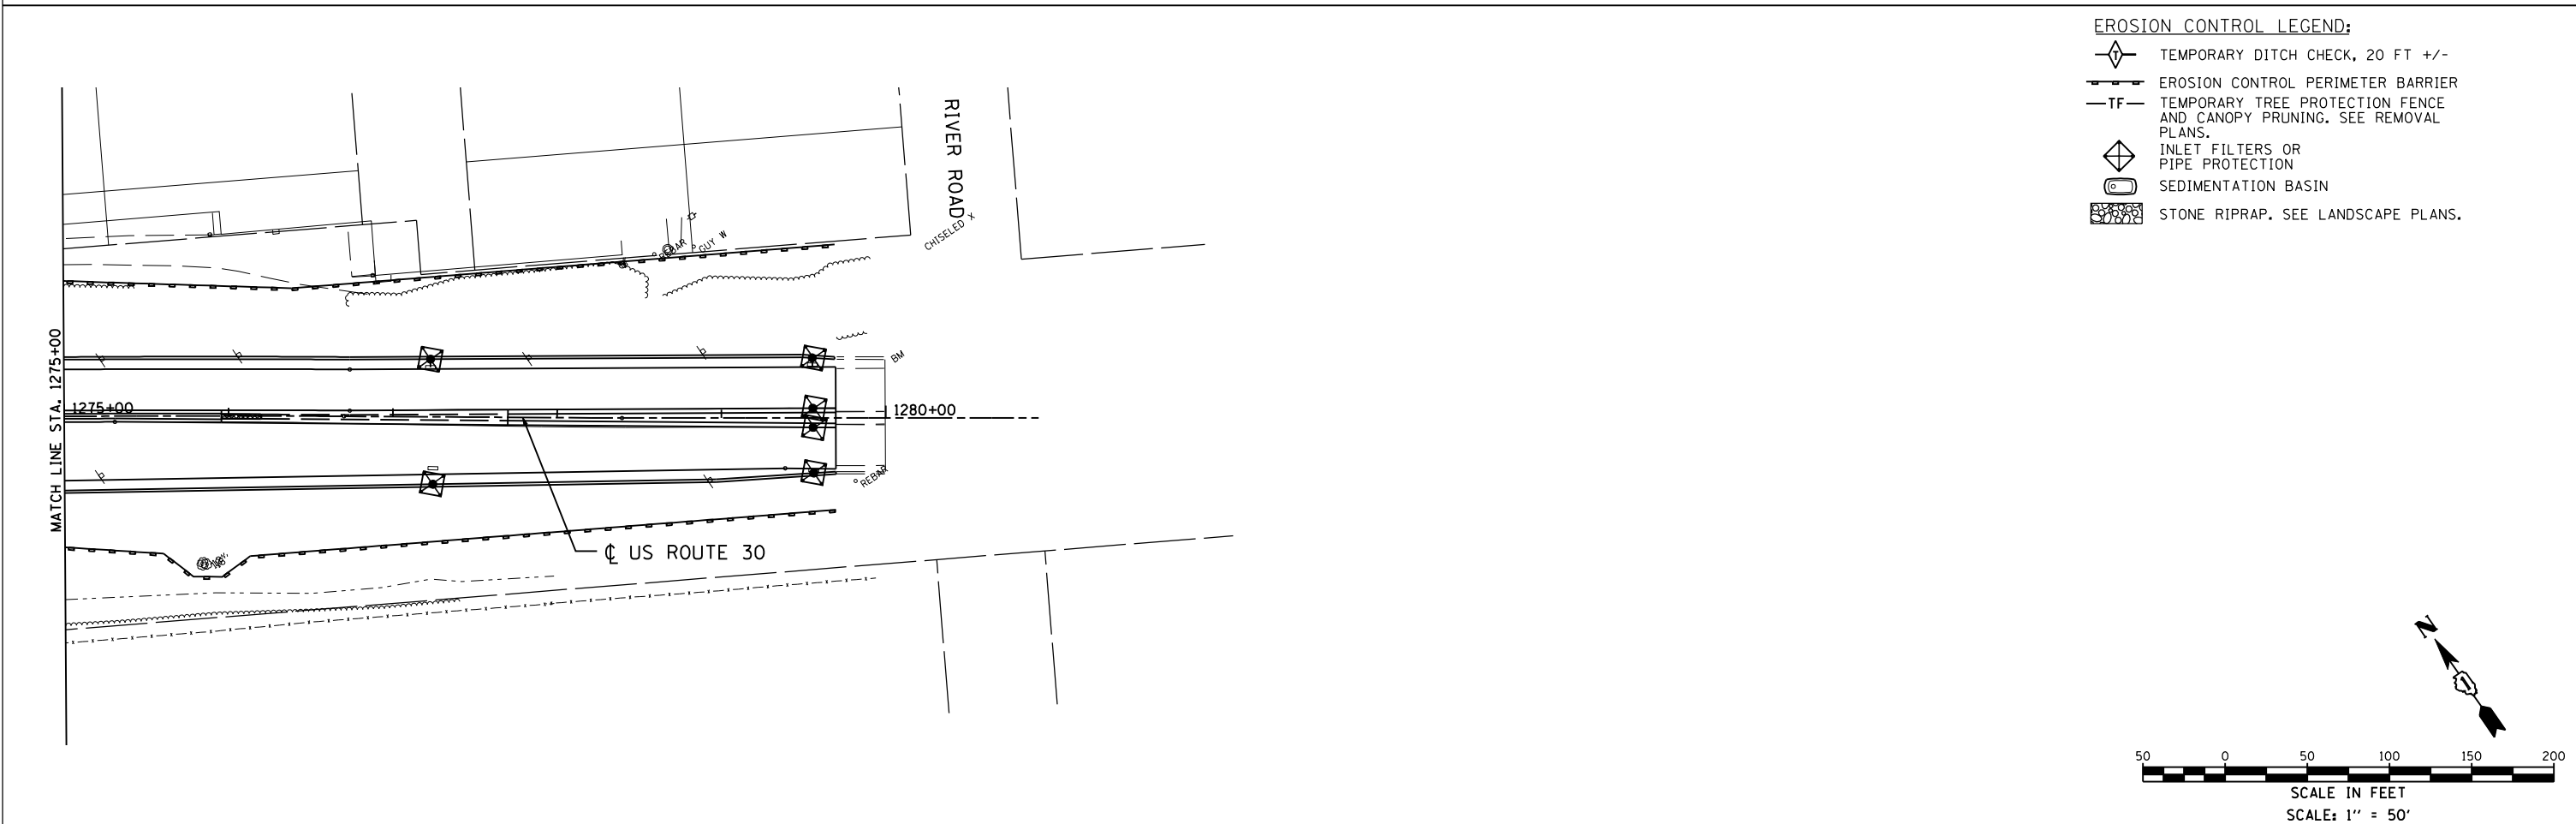 EROSION CONTROL LEGEND:
T
TEMPORARY DITCH CHECK, 20 FT +/-
EROSION CONTROL PERIMETER BARRIER
TF
TEMPORARY TREE PROTECTION FENCE
AND CANOPY PRUNING. SEE REMOVAL
PLANS.
INLET FILTERS OR
PIPE PROTECTION
SEDIMENTATION BASIN
STONE RIPRAP. SEE LANDSCAPE PLANS.
RIVER ROAD
CHISELED X
REBAR
GUY W
MATCH LINE STA. 1275+00
BM
1275+00
1280+00
REBAR
℄ US ROUTE 30
N
50 0 50 100 150 200
SCALE IN FEET
SCALE: 1'' = 50'